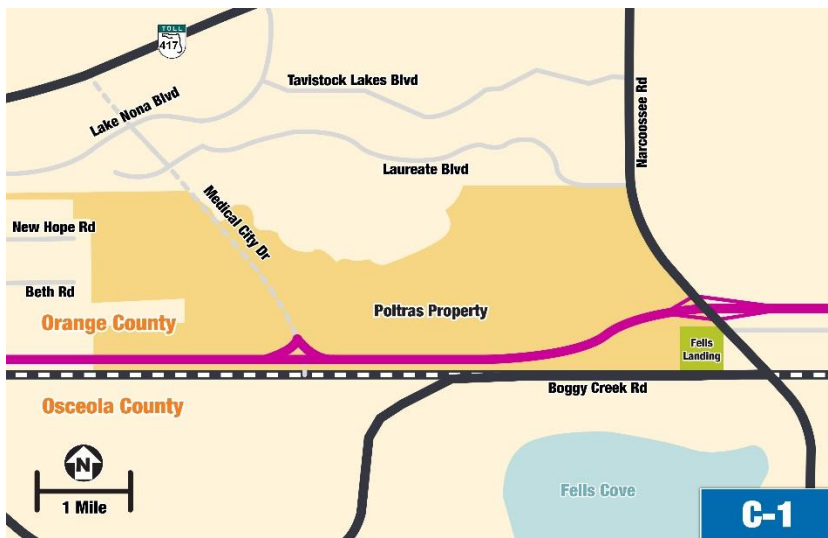 TOLL
417
Tavistock Lakes Blvd
Lake Nona Blvd
Narcoossee Rd
Laureate Blvd
Medical City Dr
New Hope Rd
Beth Rd
Poltras Property
Orange County
Fells
Landing
Boggy Creek Rd
Osceola County
N
1 Mile
Fells Cove
C-1